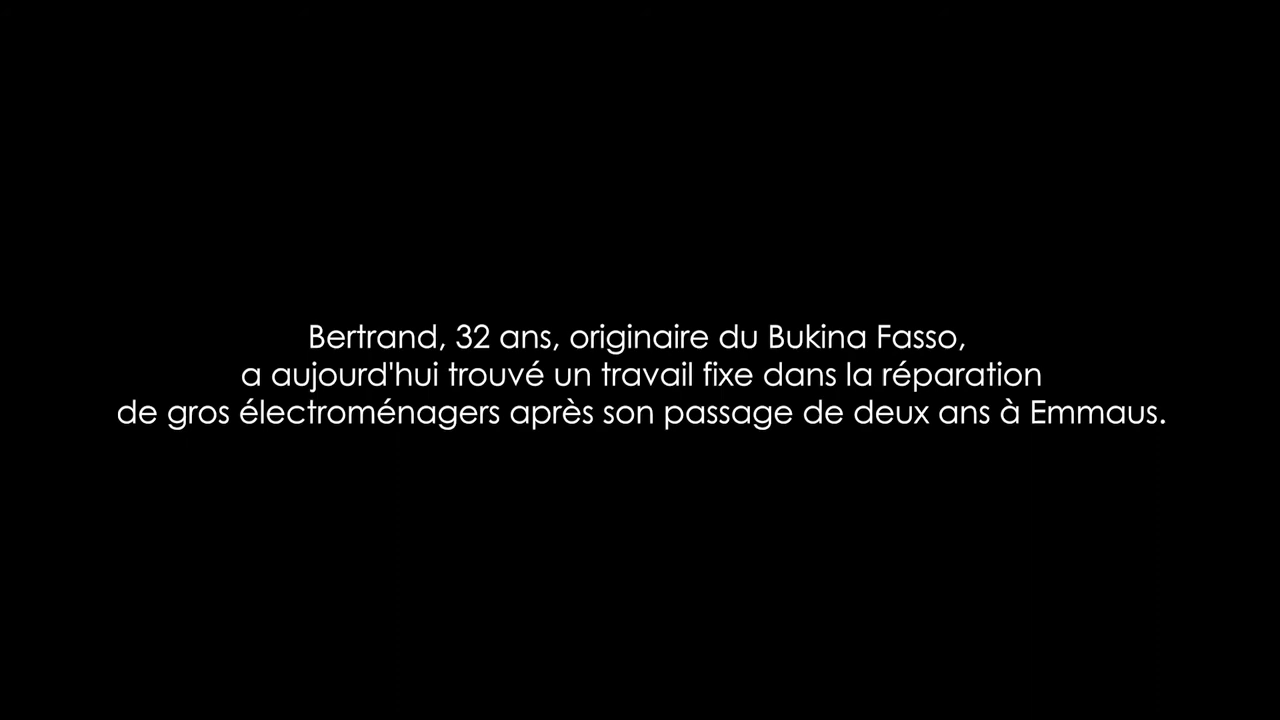 Bertrand, 32 ans, originaire du Bukina Fasso,
a aujourd'hui trouvé un travail fixe dans la réparation
de gros électroménagers après son passage de deux ans à Emmaus.